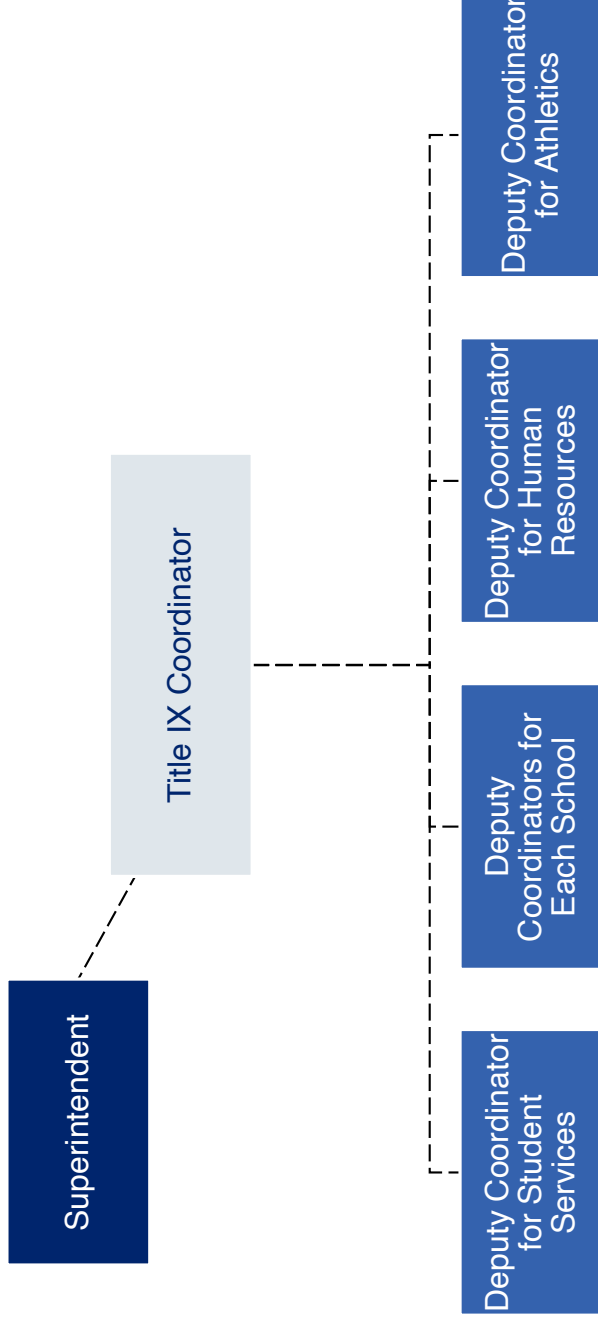 Superintendent
Title IX Coordinator
Deputy Coordinator
for Student
Services
Deputy
Coordinators for
Each School
Deputy Coordinator
for Human
Resources
Deputy Coordinator
for Athletics